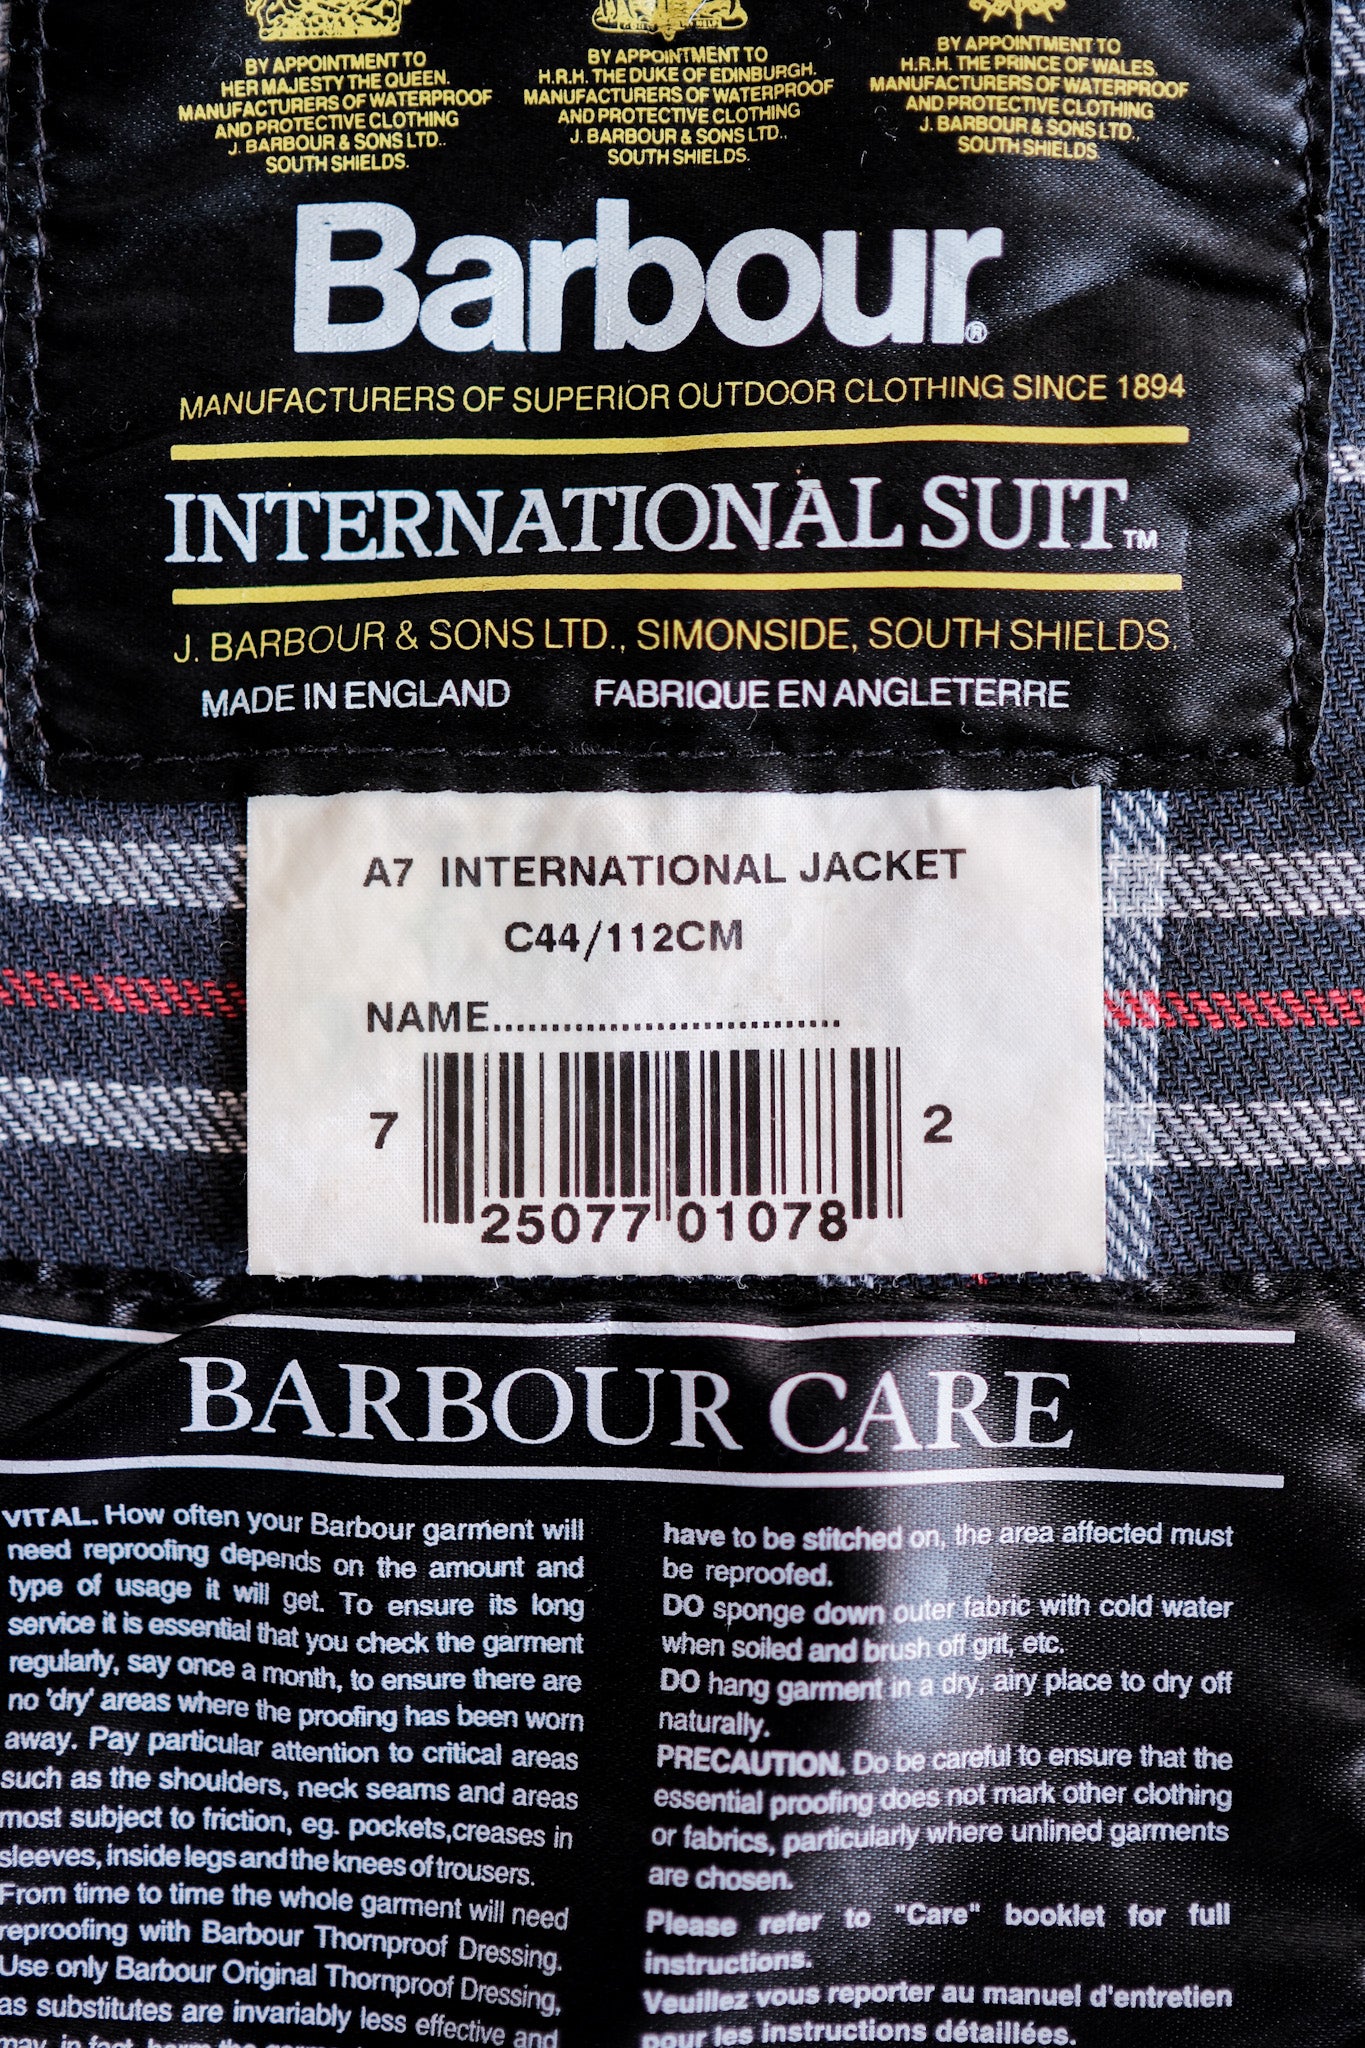 BY APPOINTMENT TO
HER MAJESTY THE QUEEN.
MANUFACTURERS OF WATERPROOF
AND PROTECTIVE CLOTHING
J. BARBOUR & SONS LTD..
SOUTH SHIELDS.
BY APPOINTMENT TO
H.R.H. THE DUKE OF EDINBURGH.
MANUFACTURERS OF WATERPROOF
AND PROTECTIVE CLOTHING
J. BARBOUR & SONS LTD..
SOUTH SHIELDS.
BY APPOINTMENT TO
H.R.H. THE PRINCE OF WALES.
MANUFACTURERS OF WATERPROOF
AND PROTECTIVE CLOTHING
J. BARBOUR & SONS LTD.,
SOUTH SHIELDS.
Barbour®
MANUFACTURERS OF SUPERIOR OUTDOOR CLOTHING SINCE 1894
INTERNATIONAL SUIT™
J. BARBOUR & SONS LTD., SIMONSIDE, SOUTH SHIELDS.
MADE IN ENGLAND FABRIQUE EN ANGLETERRE
A7 INTERNATIONAL JACKET
C44/112CM
NAME..............................
7 25077 01078 2
BARBOUR CARE
VITAL. How often your Barbour garment will
need reproofing depends on the amount and
type of usage it will get. To ensure its long
service it is essential that you check the garment
regularly, say once a month, to ensure there are
no 'dry' areas where the proofing has been worn
away. Pay particular attention to critical areas
such as the shoulders, neck seams and areas
most subject to friction, eg. pockets,creases in
sleeves, inside legs and the knees of trousers.
From time to time the whole garment will need
reproofing with Barbour Thornproof Dressing.
Use only Barbour Original Thornproof Dressing,
as substitutes are invariably less effective and
may, in fact, harm the
have to be stitched on, the area affected must
be reproofed.
DO sponge down outer fabric with cold water
when soiled and brush off grit, etc.
DO hang garment in a dry, airy place to dry off
naturally.
PRECAUTION. Do be careful to ensure that the
essential proofing does not mark other clothing
or fabrics, particularly where unlined garments
are chosen.
Please refer to "Care" booklet for full
instructions.
Veuillez vous reporter au manuel d'entretien
pour les instructions détaillées.